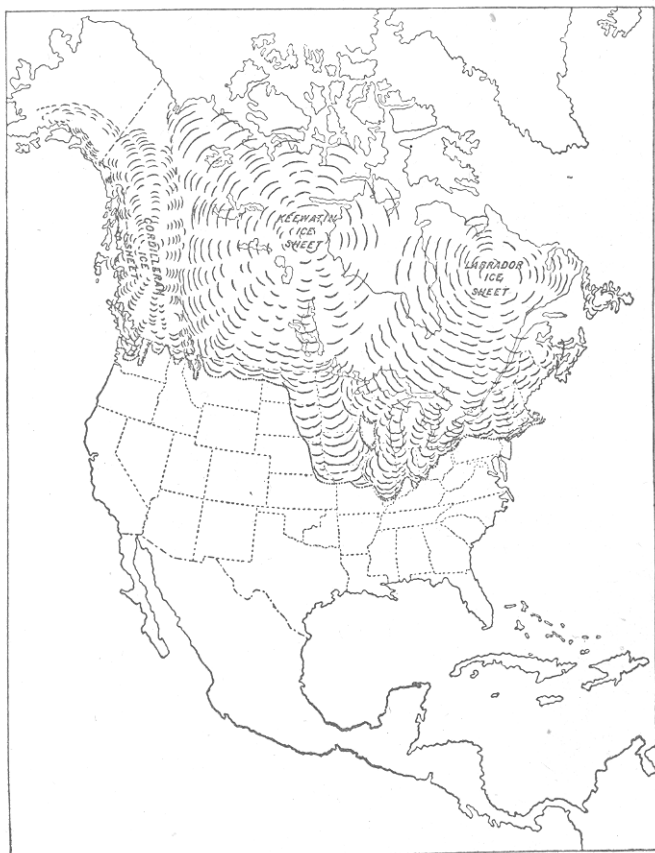 CORDILLERAN
ICE
SHEET
KEEWATIN
ICE
SHEET
LABRADOR
ICE
SHEET